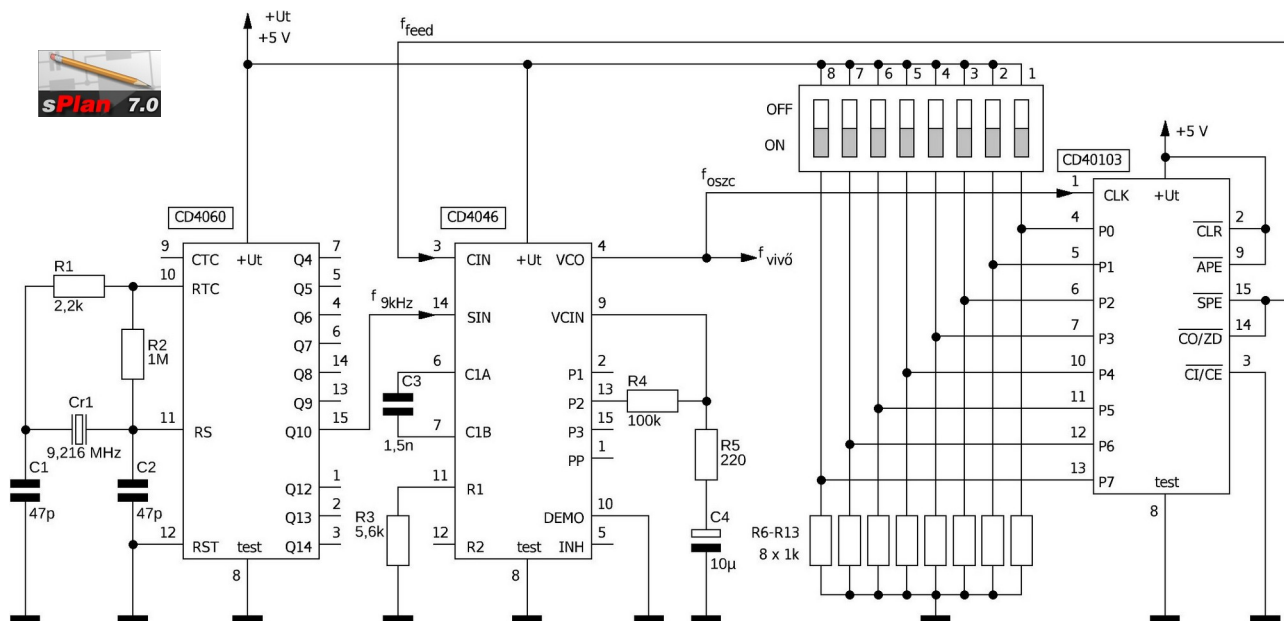 +Ut
+5 V
f feed
sPlan 7.0
8 7 6 5 4 3 2 1
OFF
ON
+5 V
CD40103
f oszc
1 CLK +Ut
4 P0 CLR 2
5 P1 APE 9
6 P2 SPE 15
7 P3 CO/ZD 14
10 P4 CI/CE 3
11 P5
12 P6
13 P7
test
8
CD4060
9 CTC +Ut Q4 7
10 RTC Q5 5
Q6 4
Q7 6
Q8 14
Q9 13
11 RS Q10 15
Q12 1
Q13 2
12 RST test Q14 3
8
R1
2,2k
R2
1M
Cr1
9,216 MHz
C1
47p
C2
47p
f 9kHz
CD4046
3 CIN +Ut VCO 4
f vivő
14 SIN VCIN 9
6 C1A P1 2
P2 13
7 C1B P3 15
PP 1
11 R1 DEMO 10
12 R2 test INH 5
8
C3
1,5n
R3
5,6k
R4
100k
R5
220
C4
10µ
R6-R13
8 x 1k